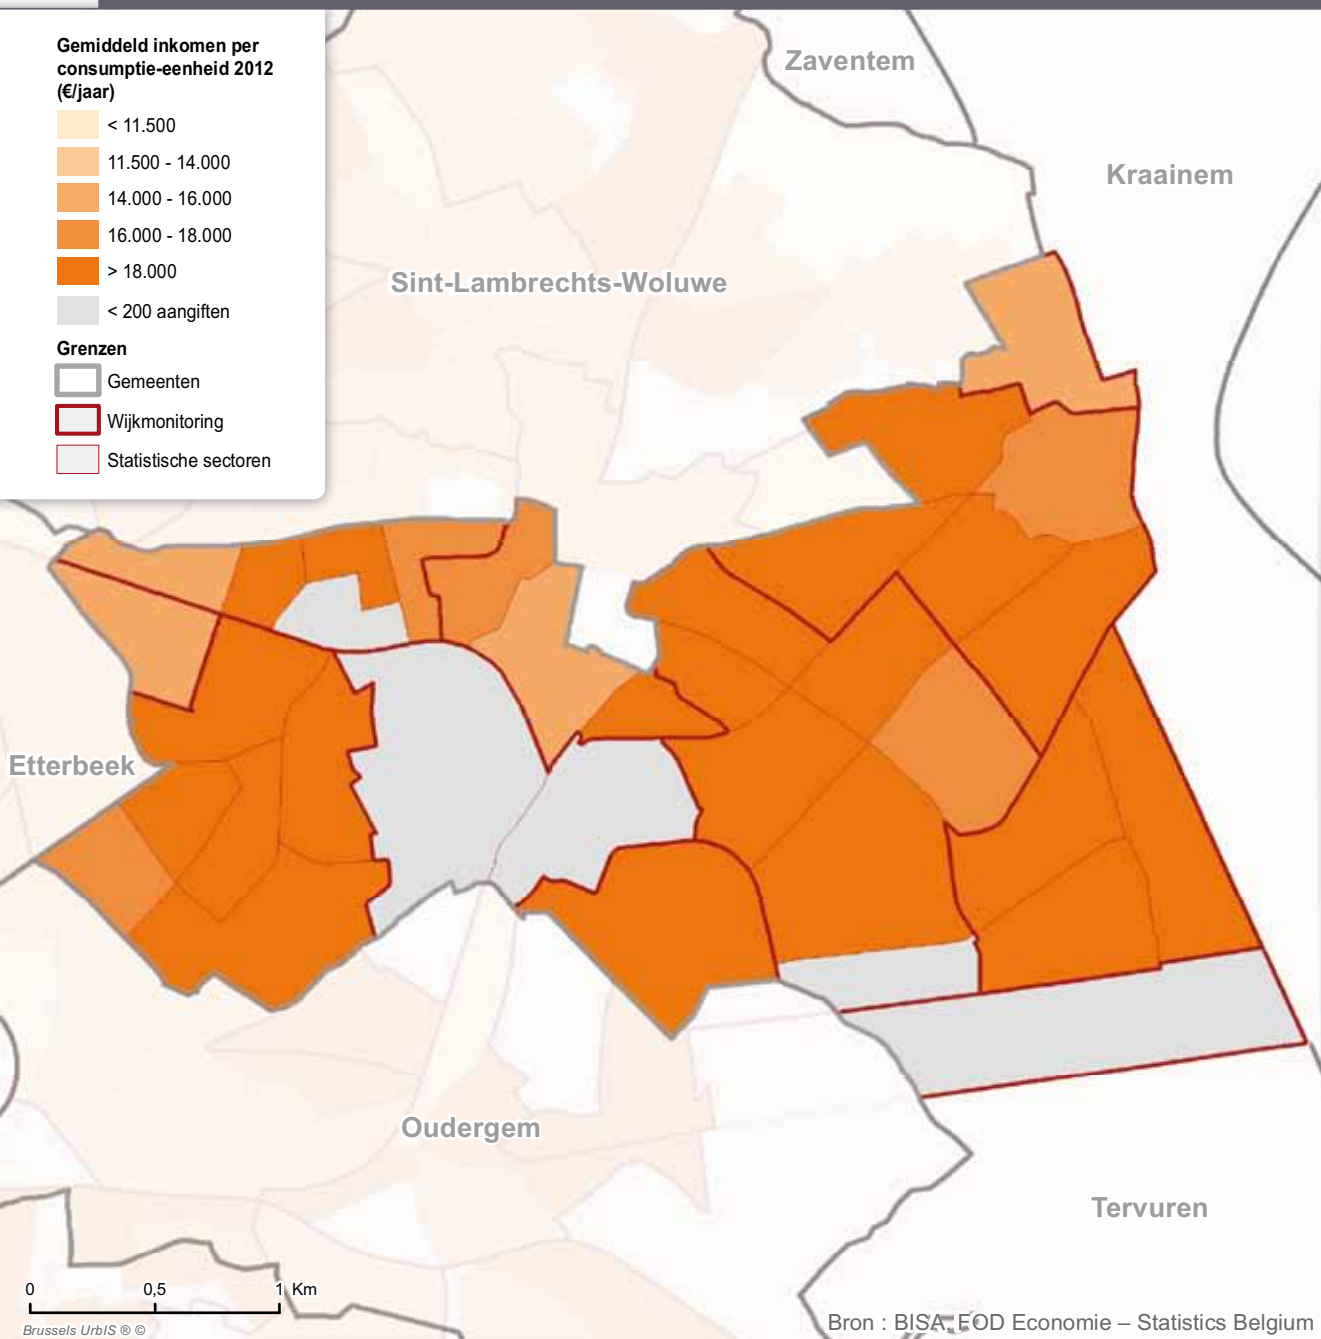 Gemiddeld inkomen per
consumptie-eenheid 2012
(€/jaar)
< 11.500
11.500 - 14.000
14.000 - 16.000
16.000 - 18.000
> 18.000
< 200 aangiften
Grenzen
Gemeenten
Wijkmonitoring
Statistische sectoren
Zaventem
Kraainem
Sint-Lambrechts-Woluwe
Etterbeek
Oudergem
Tervuren
0 0,5 1 Km
Brussels UrbIS ® ©
Bron : BISA, FOD Economie – Statistics Belgium